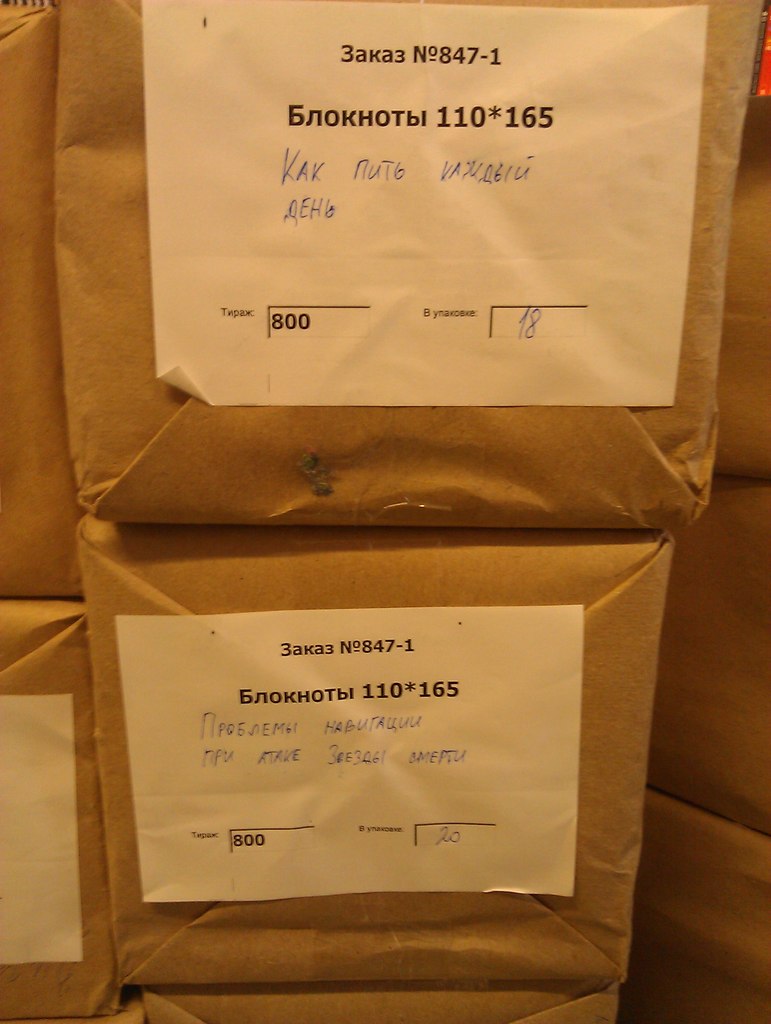 Заказ №847-1
Блокноты 110*165
Как пить каждый
день
Тираж: 800 В упаковке: 18
Заказ №847-1
Блокноты 110*165
Проблемы навигации
при атаке Звезды смерти
Тираж: 800 В упаковке: 20